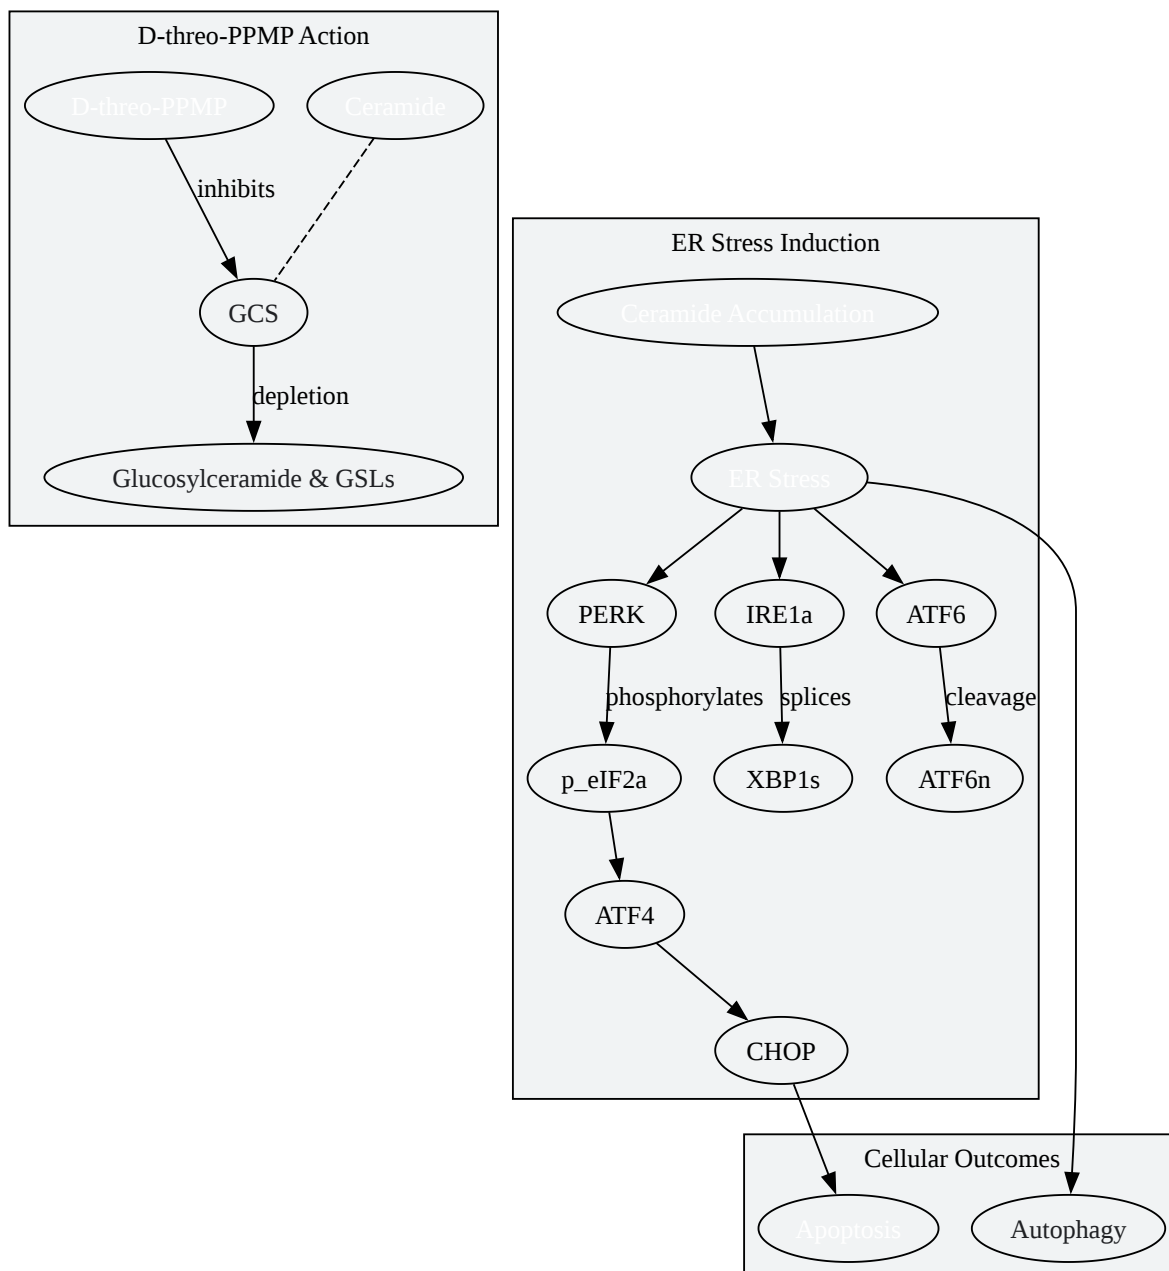 D-threo-PPMP Action
D-threo-PPMP
Ceramide
inhibits
GCS
depletion
Glucosylceramide & GSLs
ER Stress Induction
Ceramide Accumulation
ER Stress
PERK
IRE1a
ATF6
phosphorylates
splices
cleavage
p_eIF2a
XBP1s
ATF6n
ATF4
CHOP
Cellular Outcomes
Apoptosis
Autophagy